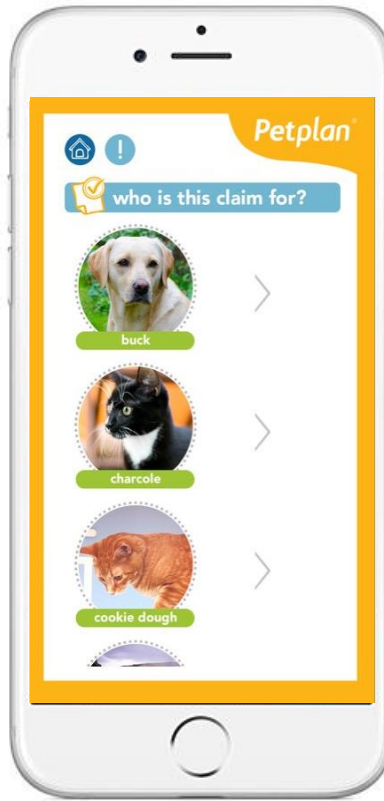 Petplan®
!
who is this claim for?
buck
charcole
cookie dough